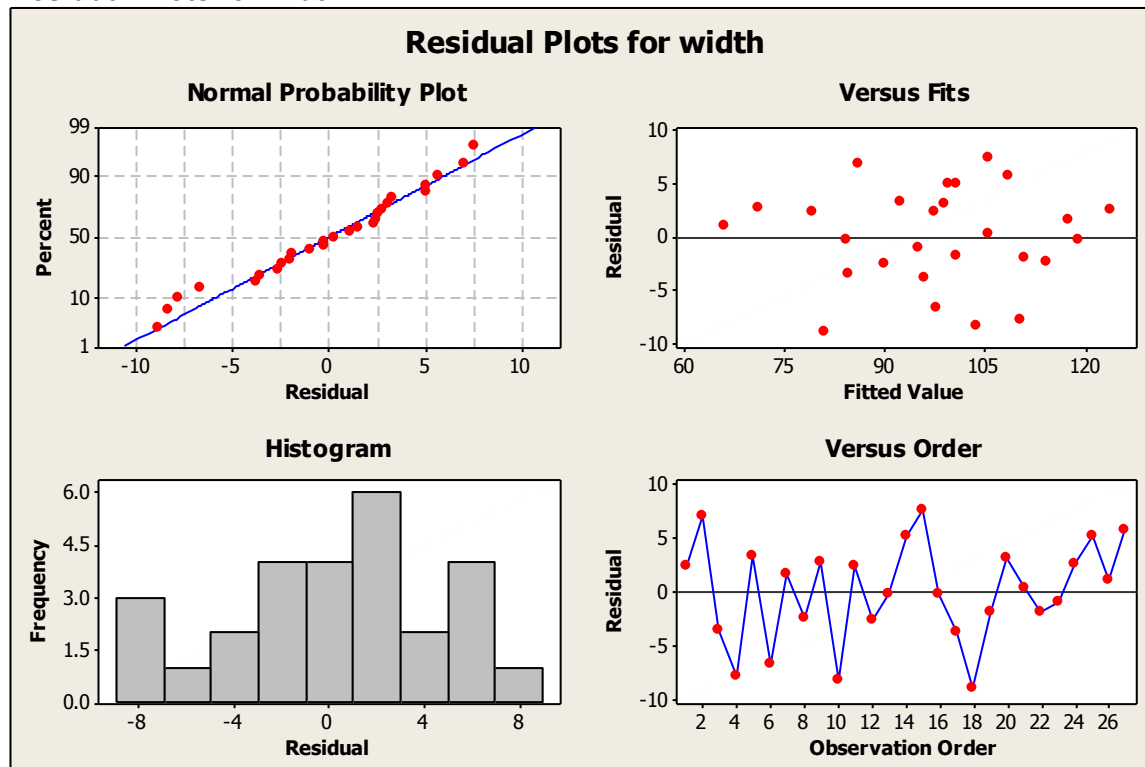 Residual Plots for width
Normal Probability Plot
99
90
50
10
1
Percent
-10 -5 0 5 10
Residual
Versus Fits
10
5
0
-5
-10
Residual
60 75 90 105 120
Fitted Value
Histogram
6.0
4.5
3.0
1.5
0.0
Frequency
-8 -4 0 4 8
Residual
Versus Order
10
5
0
-5
-10
Residual
2 4 6 8 10 12 14 16 18 20 22 24 26
Observation Order